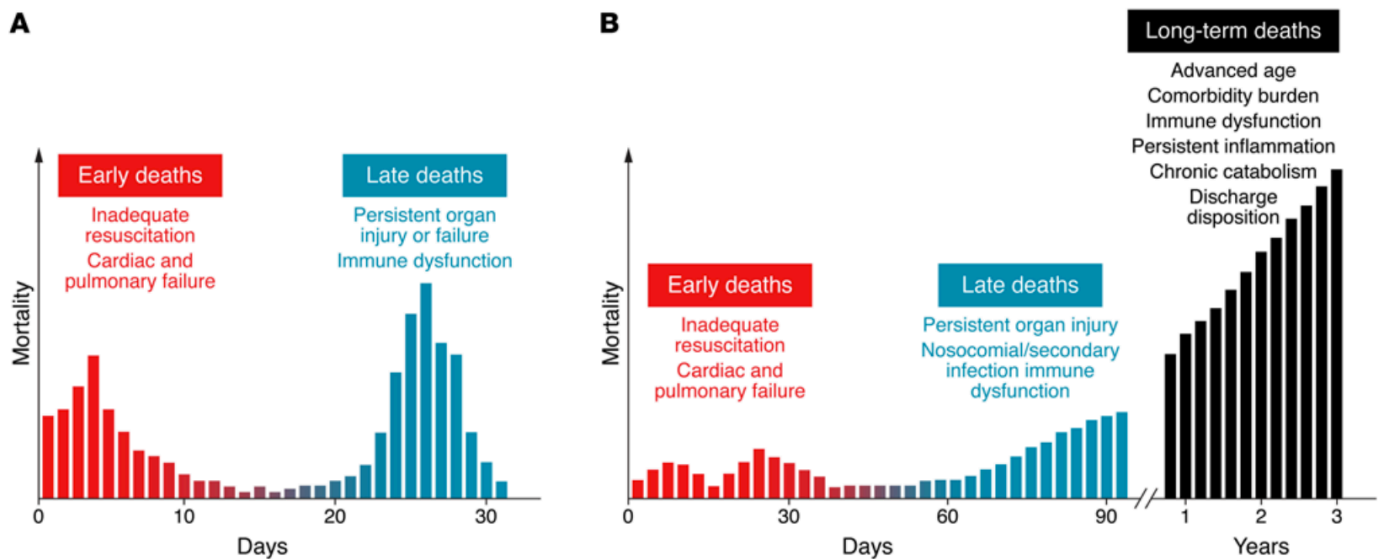 A
Early deaths
Inadequate
resuscitation
Cardiac and
pulmonary failure
Late deaths
Persistent organ
injury or failure
Immune dysfunction
Mortality
0
10
20
30
Days
B
Long-term deaths
Advanced age
Comorbidity burden
Immune dysfunction
Persistent inflammation
Chronic catabolism
Discharge
disposition
Early deaths
Inadequate
resuscitation
Cardiac and
pulmonary failure
Late deaths
Persistent organ injury
Nosocomial/secondary
infection immune
dysfunction
Mortality
0
30
60
90
1
2
3
Days
Years